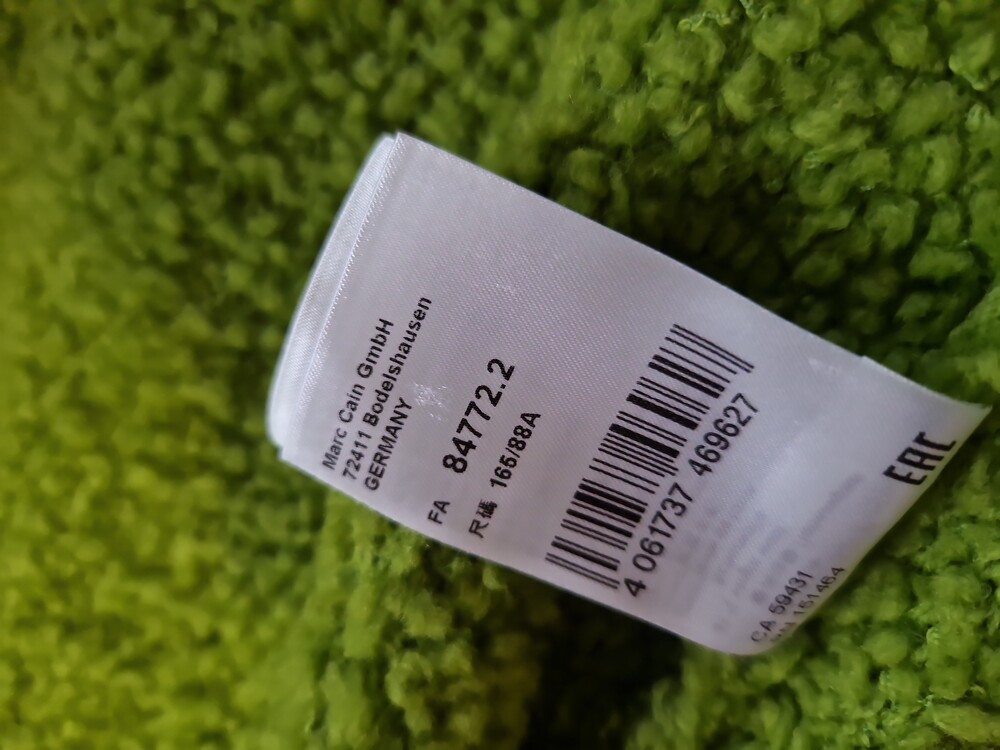 Marc Cain GmbH
72411 Bodelshausen
GERMANY
FA 84772.2
尺碼 165/88A
4 061737 469627
EAC
CA 59431
151464